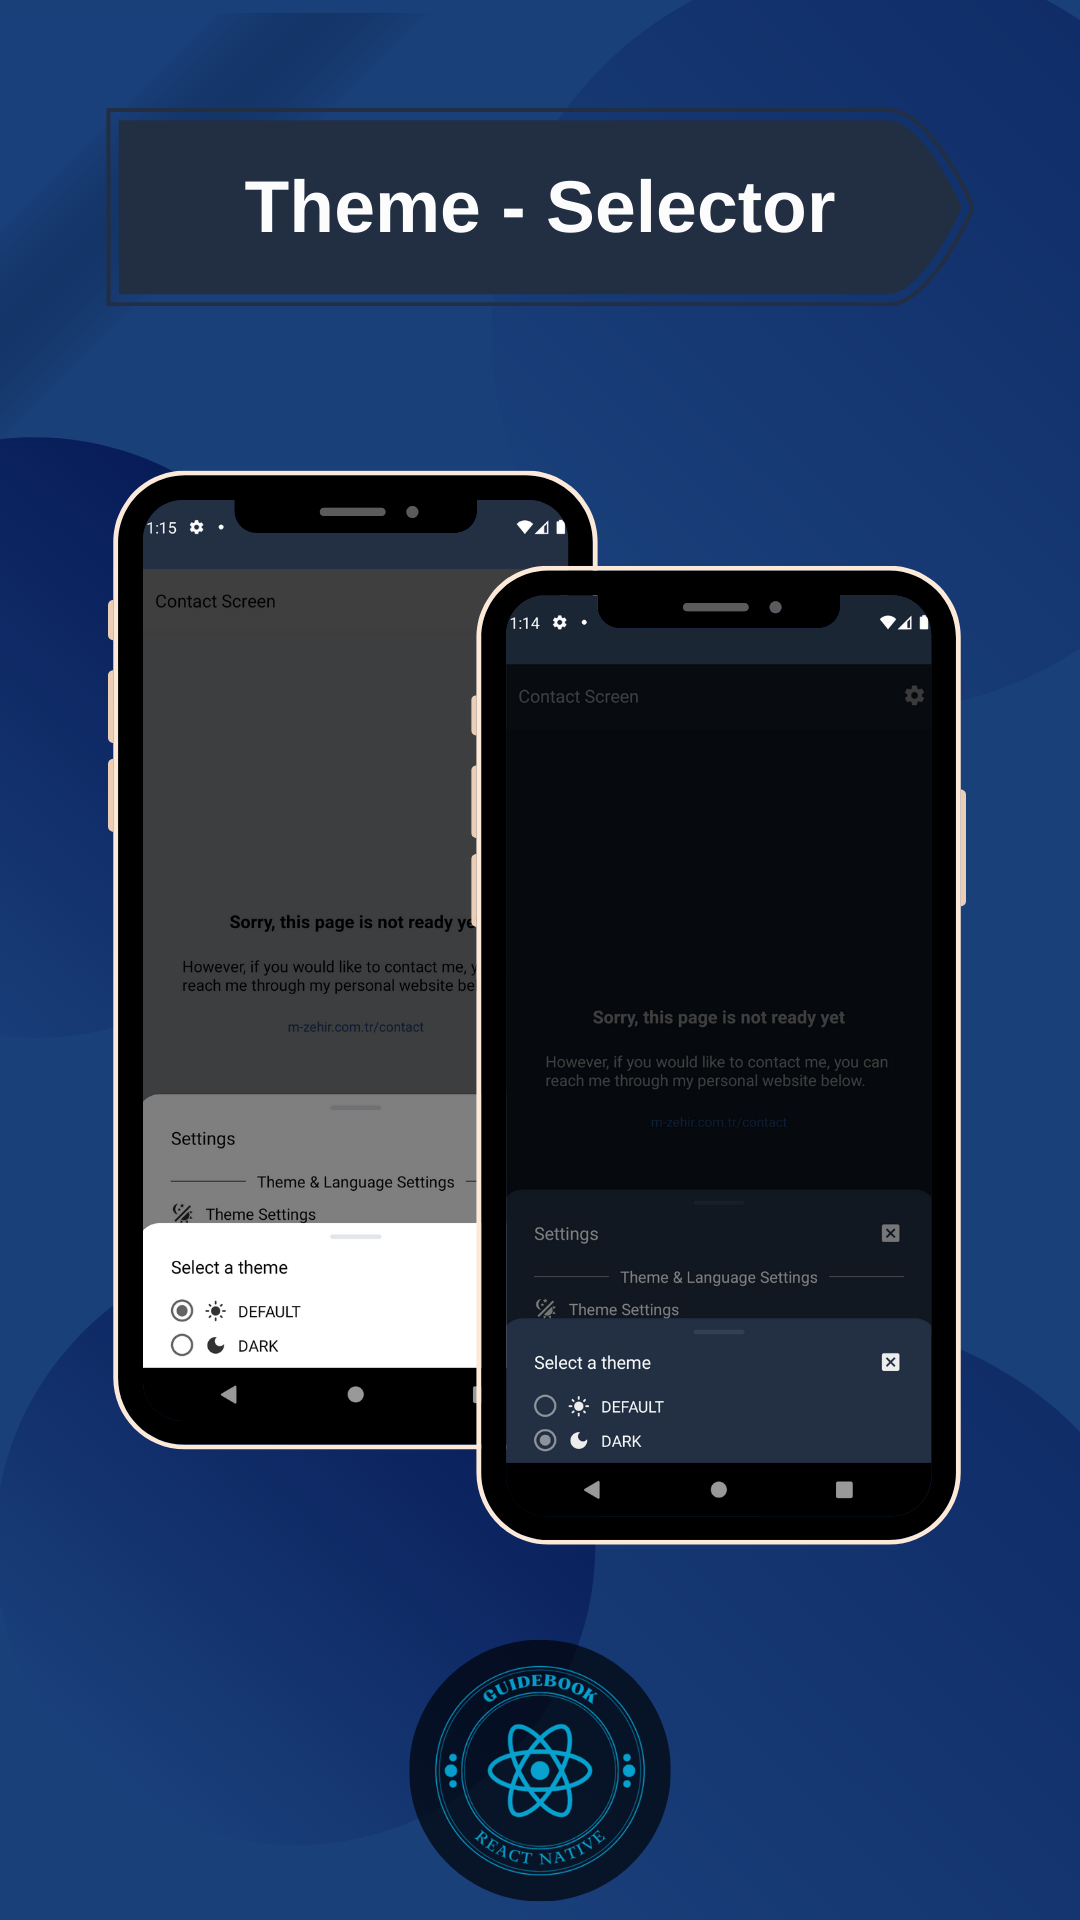 Theme - Selector
1:15
Contact Screen
Sorry, this page is not ready ye
However, if you would like to contact me, y
reach me through my personal website be
m-zehir.com.tr/contact
Settings
Theme & Language Settings
Theme Settings
Select a theme
DEFAULT
DARK
1:14
Contact Screen
Sorry, this page is not ready yet
However, if you would like to contact me, you can
reach me through my personal website below.
m-zehir.com.tr/contact
Settings
Theme & Language Settings
Theme Settings
Select a theme
DEFAULT
DARK
GUIDEBOOK
REACT NATIVE